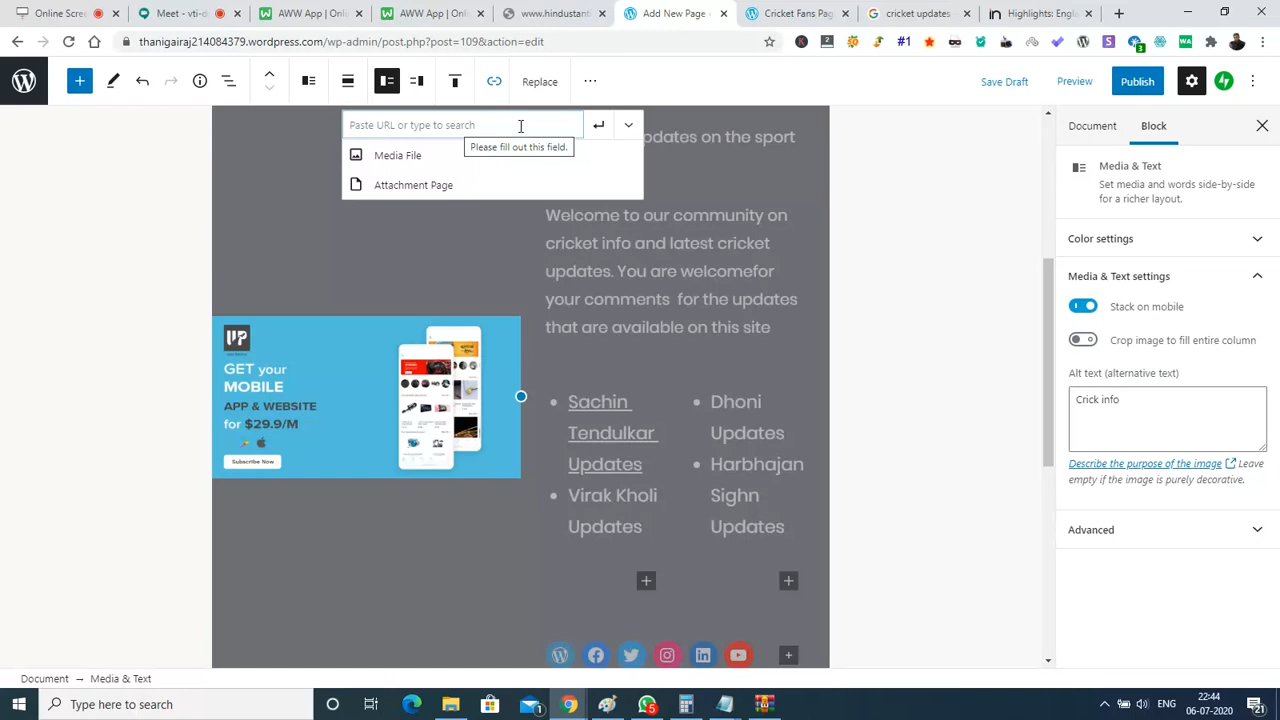 Online Scree
Meet - vti-d
AWW App |
AWW App |
www.hindustanti
Add New Page
Cricket Fans Pag
cricket updates
Highlights: Engl
thanigairaj214084379.wordpress.com/wp-admin/post.php?post=109&action=edit
#1
Replace
Save Draft
Preview
Publish
Paste URL or type to search
Please fill out this field.
Media File
Attachment Page
pdates on the sport
Welcome to our community on
cricket info and latest cricket
updates. You are welcomefor
your comments for the updates
that are available on this site
UP
GET your
MOBILE
APP & WEBSITE
for $29.9/M
Subscribe Now
Sachin
Tendulkar
Updates
Virak Kholi
Updates
Dhoni
Updates
Harbhajan
Sighn
Updates
Document
Block
Media & Text
Set media and words side-by-side
for a richer layout.
Color settings
Media & Text settings
Stack on mobile
Crop image to fill entire column
Alt text (alternative text)
Crick info
Describe the purpose of the image Leave
empty if the image is purely decorative.
Advanced
Document → Media & Text
Type here to search
ENG
22:44
06-07-2020